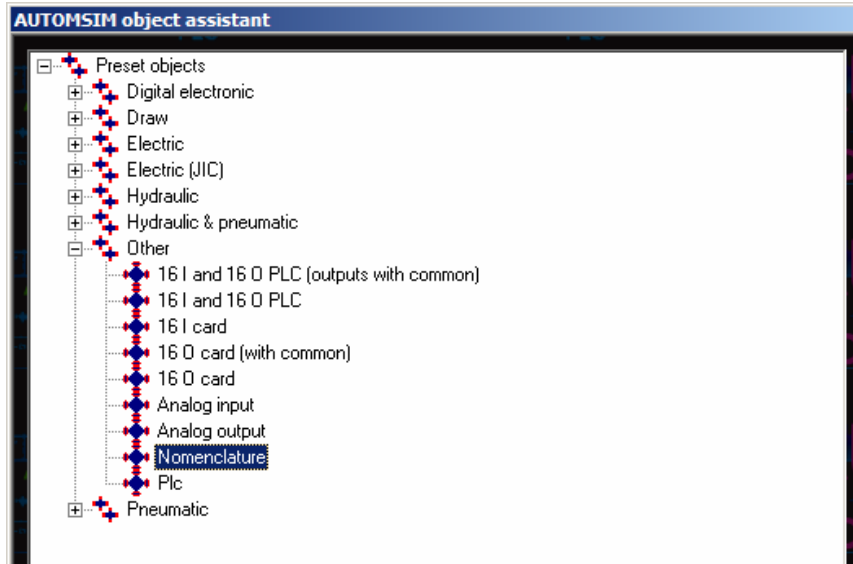 AUTOMSIM object assistant
Preset objects
Digital electronic
Draw
Electric
Electric (JIC)
Hydraulic
Hydraulic & pneumatic
Other
16 I and 16 O PLC (outputs with common)
16 I and 16 O PLC
16 I card
16 O card (with common)
16 O card
Analog input
Analog output
Nomenclature
Plc
Pneumatic